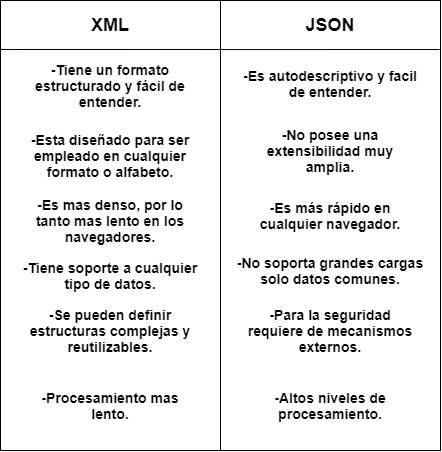 XML
-Tiene un formato
estructurado y fácil de
entender.
-Esta diseñado para ser
empleado en cualquier
formato o alfabeto.
-Es mas denso, por lo
tanto mas lento en los
navegadores.
-Tiene soporte a cualquier
tipo de datos.
-Se pueden definir
estructuras complejas y
reutilizables.
-Procesamiento mas
lento.
JSON
-Es autodescriptivo y facil
de entender.
-No posee una
extensibilidad muy
amplia.
-Es más rápido en
cualquier navegador.
-No soporta grandes cargas
solo datos comunes.
-Para la seguridad
requiere de mecanismos
externos.
-Altos niveles de
procesamiento.